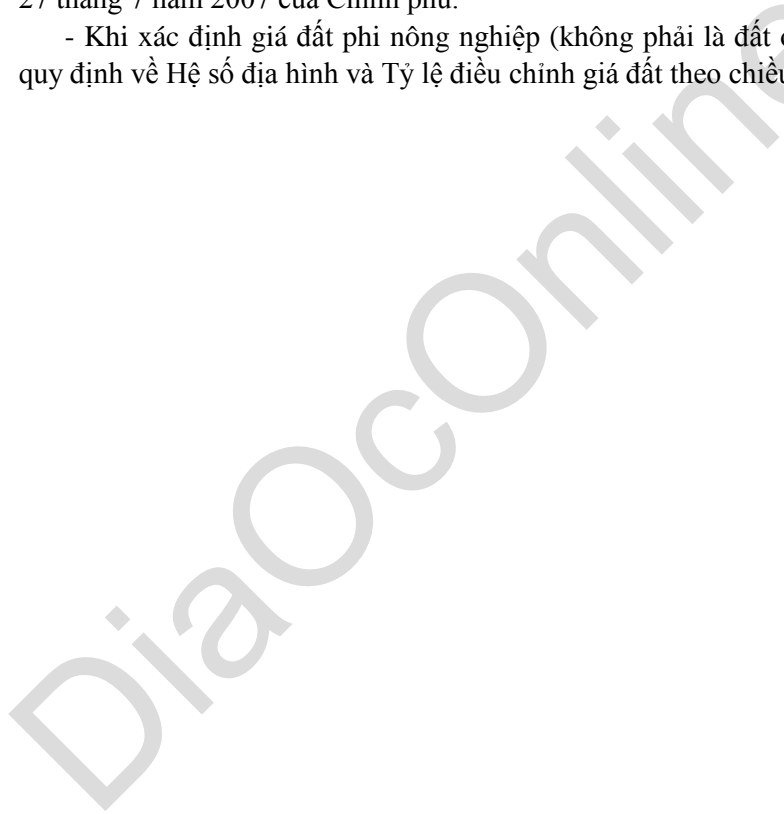 27 tháng 7 năm 2007 của Chính phủ.
- Khi xác định giá đất phi nông nghiệp (không phải là đất
quy định về Hệ số địa hình và Tỷ lệ điều chỉnh giá đất theo
DiaOcOnline